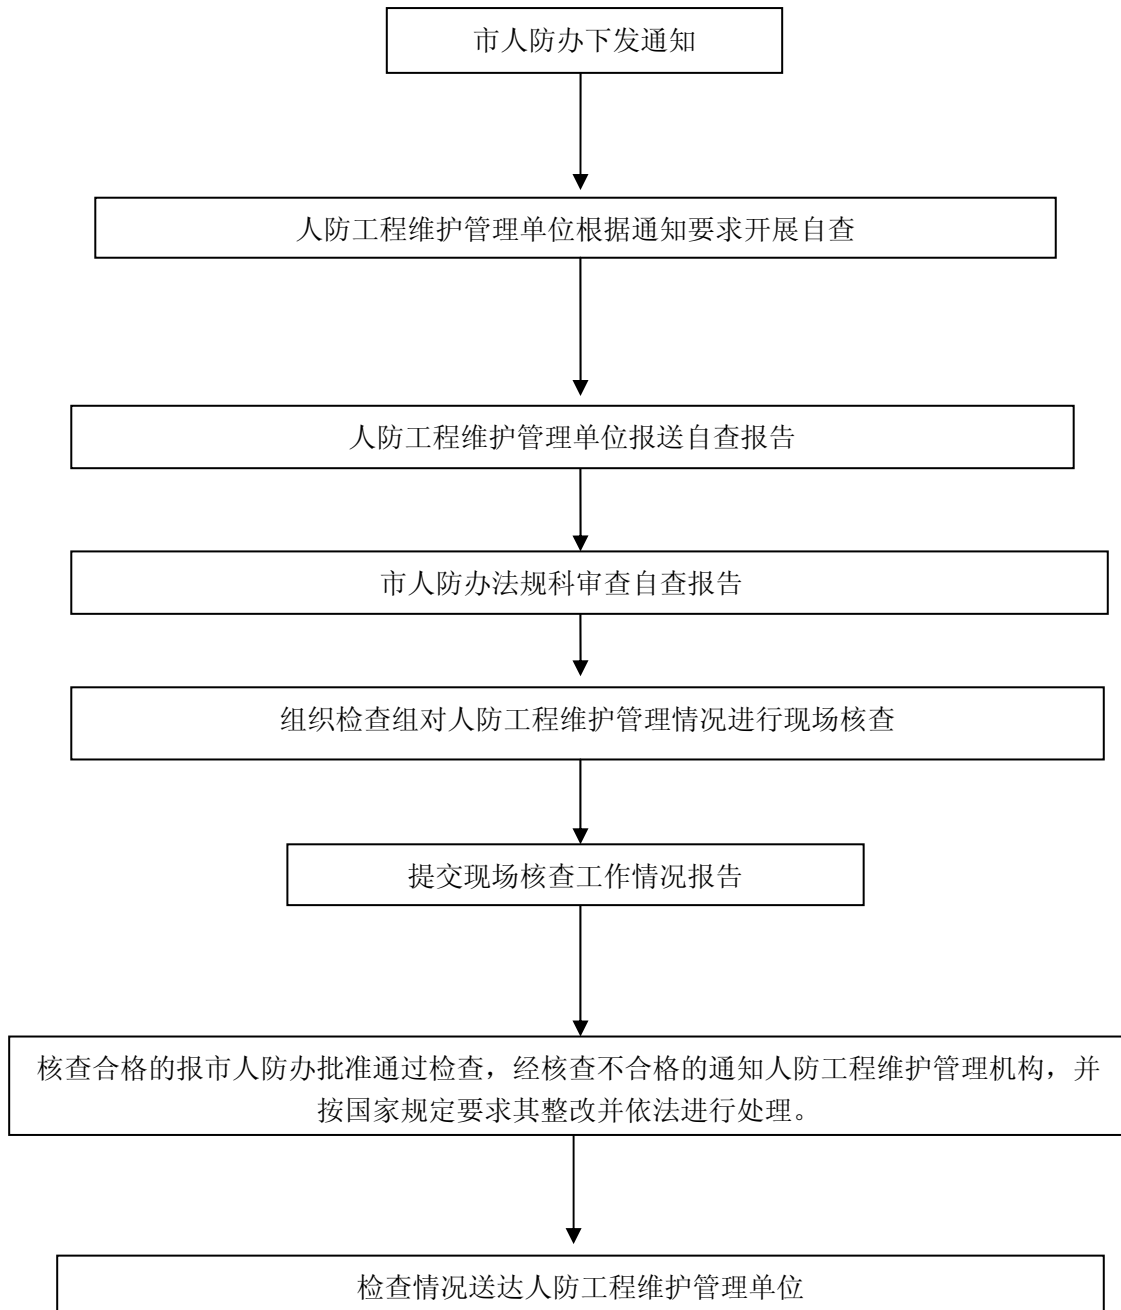 市人防办下发通知
人防工程维护管理单位根据通知要求开展自查
人防工程维护管理单位报送自查报告
市人防办法规科审查自查报告
组织检查组对人防工程维护管理情况进行现场核查
提交现场核查工作情况报告
核查合格的报市人防办批准通过检查，经核查不合格的通知人防工程维护管理机构，并
按国家规定要求其整改并依法进行处理。
检查情况送达人防工程维护管理单位